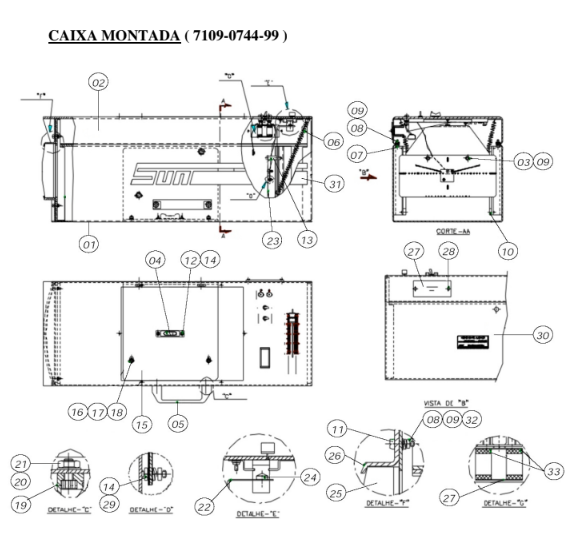 CAIXA MONTADA ( 7109-0744-99 )
02
"F"
A
"G"
"E"
06
SUN
31
"D"
01
A
23
13
09
08
07
"B"
03 09
10
CORTE-AA
04
12 14
16 17 18
15
05
"C"
27
28
30
VISTA DE "B"
21
20
19
DETALHE-"C"
14
29
DETALHE-"D"
22
24
DETALHE-"E"
11
08 09 32
26
25
DETALHE-"F"
33
27
DETALHE-"G"